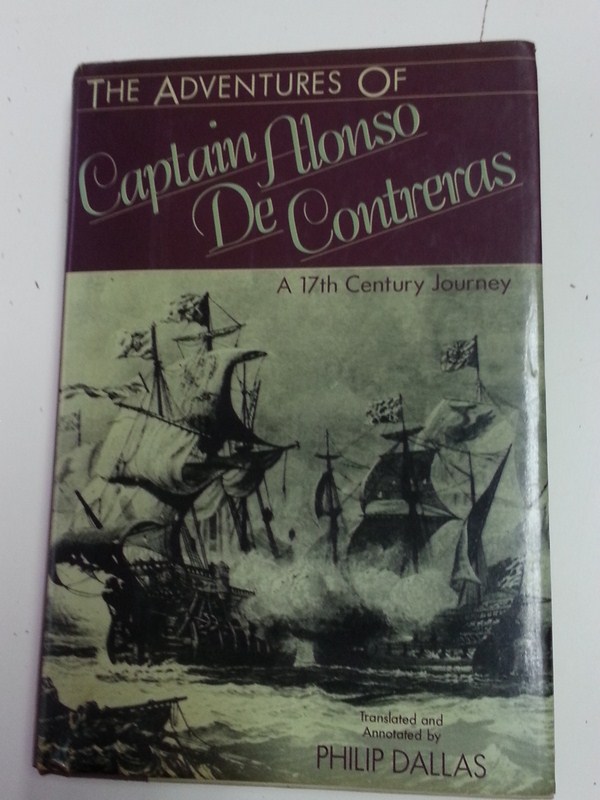 THE ADVENTURES OF
Captain Alonso
De Contreras
A 17th Century Journey
Translated and
Annotated by
PHILIP DALLAS